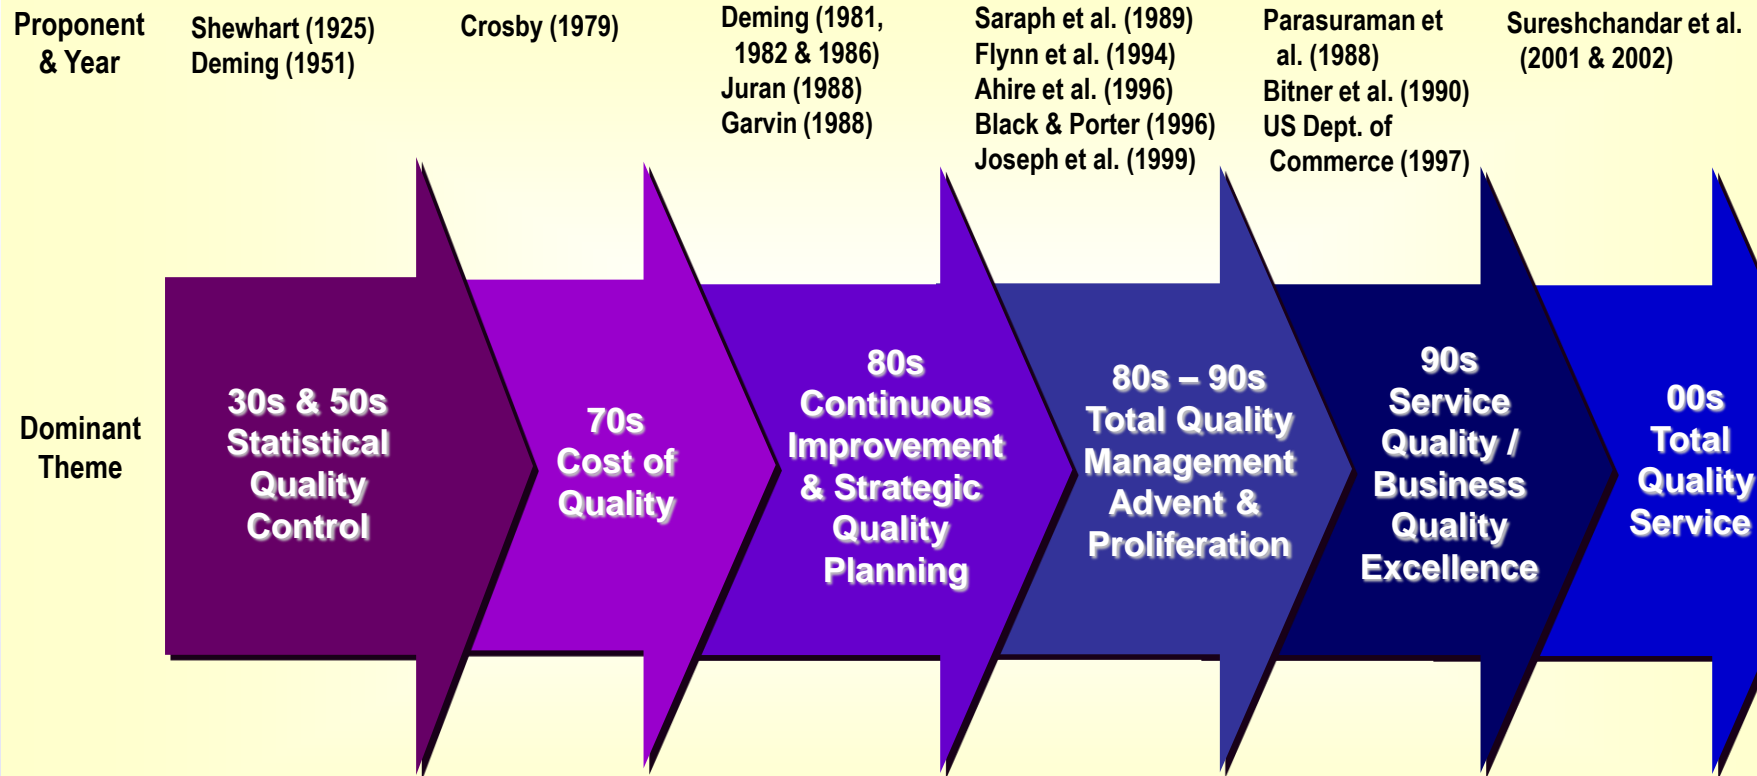 Proponent
& Year
Shewhart (1925)
Deming (1951)
Crosby (1979)
Deming (1981,
1982 & 1986)
Juran (1988)
Garvin (1988)
Saraph et al. (1989)
Flynn et al. (1994)
Ahire et al. (1996)
Black & Porter (1996)
Joseph et al. (1999)
Parasuraman et
al. (1988)
Bitner et al. (1990)
US Dept. of
Commerce (1997)
Sureshchandar et al.
(2001 & 2002)
Dominant
Theme
30s & 50s
Statistical
Quality
Control
70s
Cost of
Quality
80s
Continuous
Improvement
& Strategic
Quality
Planning
80s – 90s
Total Quality
Management
Advent &
Proliferation
90s
Service
Quality /
Business
Quality
Excellence
00s
Total
Quality
Service